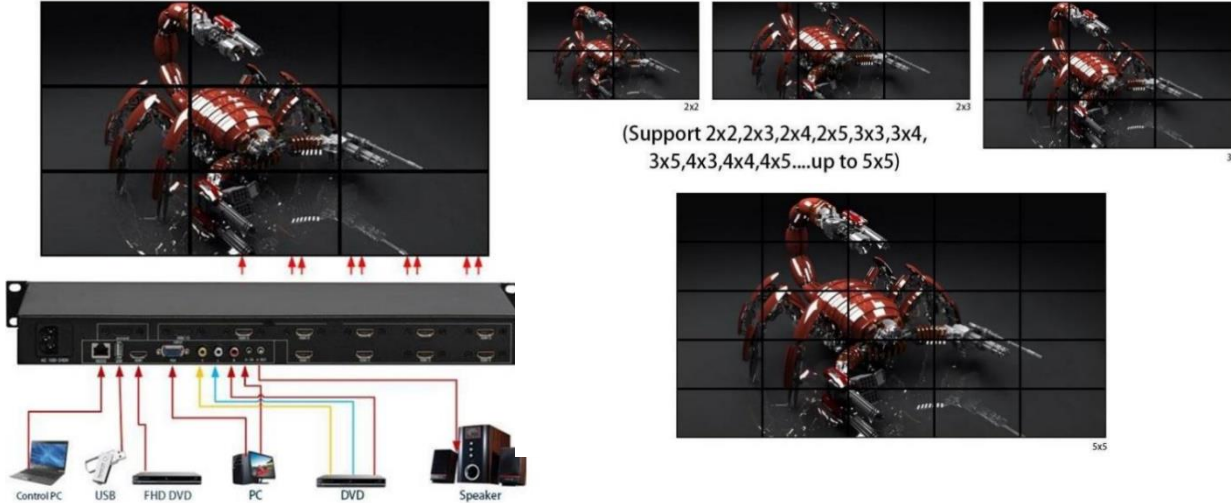 2x2
2x3
3
(Support 2x2,2x3,2x4,2x5,3x3,3x4,
3x5,4x3,4x4,4x5....up to 5x5)
5x5
Control PC
USB
FHD DVD
PC
DVD
Speaker